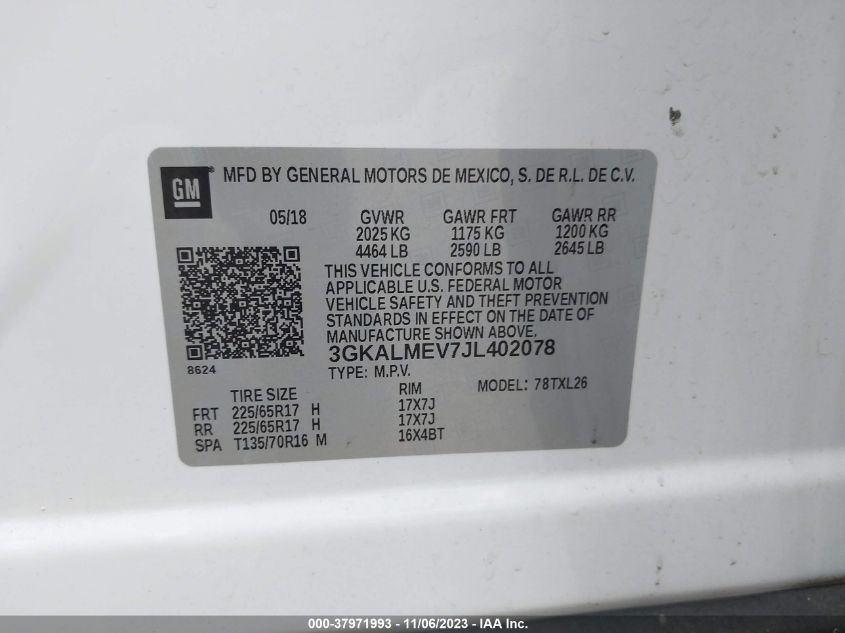 GM ® MFD BY GENERAL MOTORS DE MEXICO, S. DE R.L. DE C.V.
05/18 GVWR GAWR FRT GAWR RR
2025 KG 1175 KG 1200 KG
4464 LB 2590 LB 2645 LB
THIS VEHICLE CONFORMS TO ALL
APPLICABLE U.S. FEDERAL MOTOR
VEHICLE SAFETY AND THEFT PREVENTION
STANDARDS IN EFFECT ON THE DATE OF
MANUFACTURE SHOWN ABOVE.
3GKALMEV7JL402078
8624 TYPE: M.P.V.
TIRE SIZE RIM MODEL: 78TXL26
FRT 225/65R17 H 17X7J
RR 225/65R17 H 17X7J
SPA T135/70R16 M 16X4BT
000-37971993 - 11/06/2023 - IAA Inc.